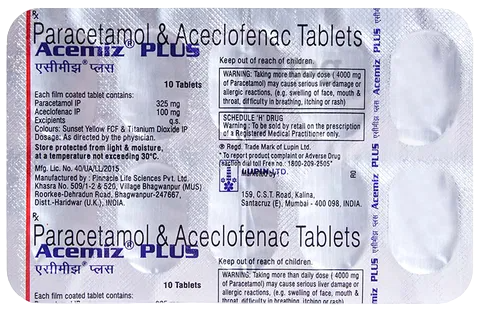 Rx
Paracetamol & Aceclofenac Tablets
Acemiz® PLUS
एसीमीझ® प्लस
10 Tablets
Each film coated tablet contains:
Paracetamol IP 325 mg
Aceclofenac IP 100 mg
Excipients q.s.
Colours: Sunset Yellow FCF & Titanium Dioxide IP
Dosage: As directed by the physician.
Store protected from light & moisture,
at a temperature not exceeding 30°C.
Mfg. Lic. No. 40/UA/LL/2015
Manufactured by : Pinnacle Life Sciences Pvt. Ltd.
Khasra No. 509/1-2 & 520, Village Bhagwanpur (MUS)
Roorkee-Dehradun Road, Bhagwanpur-247667,
Distt.-Haridwar (U.K.), INDIA.
Keep out of reach of children.
WARNING: Taking more than daily dose ( 4000 mg
of Paracetamol) may cause serious liver damage or
allergic reactions, (e.g. swelling of face, mouth &
throat, difficulty in breathing, itching or rash)
SCHEDULE 'H' DRUG
Warning : To be sold by retail on the prescription
of a Registered Medical Practitioner only.
® Regd. Trade Mark of Lupin Ltd.
* To report product complaint or Adverse Drug
reaction dial toll Free no.: 1800-209-2505*
Marketed by
LUPIN LTD.
159, C.S.T. Road, Kalina,
Santacruz (E), Mumbai - 400 098, INDIA.
R0
Rx
Paracetamol & Aceclofenac Tablets
Acemiz® PLUS
एसीमीझ® प्लस
10 Tablets
Each film coated tablet contains:
Keep out of reach of children.
WARNING: Taking more than daily dose ( 4000 mg
of Paracetamol) may cause serious liver damage or
allergic reactions, (e.g. swelling of face, mouth &
throat, difficulty in breathing, itching or rash)
एसीमीझ प्लस Acemiz PLUS एसीमीझ प्लस Acemiz PLUS